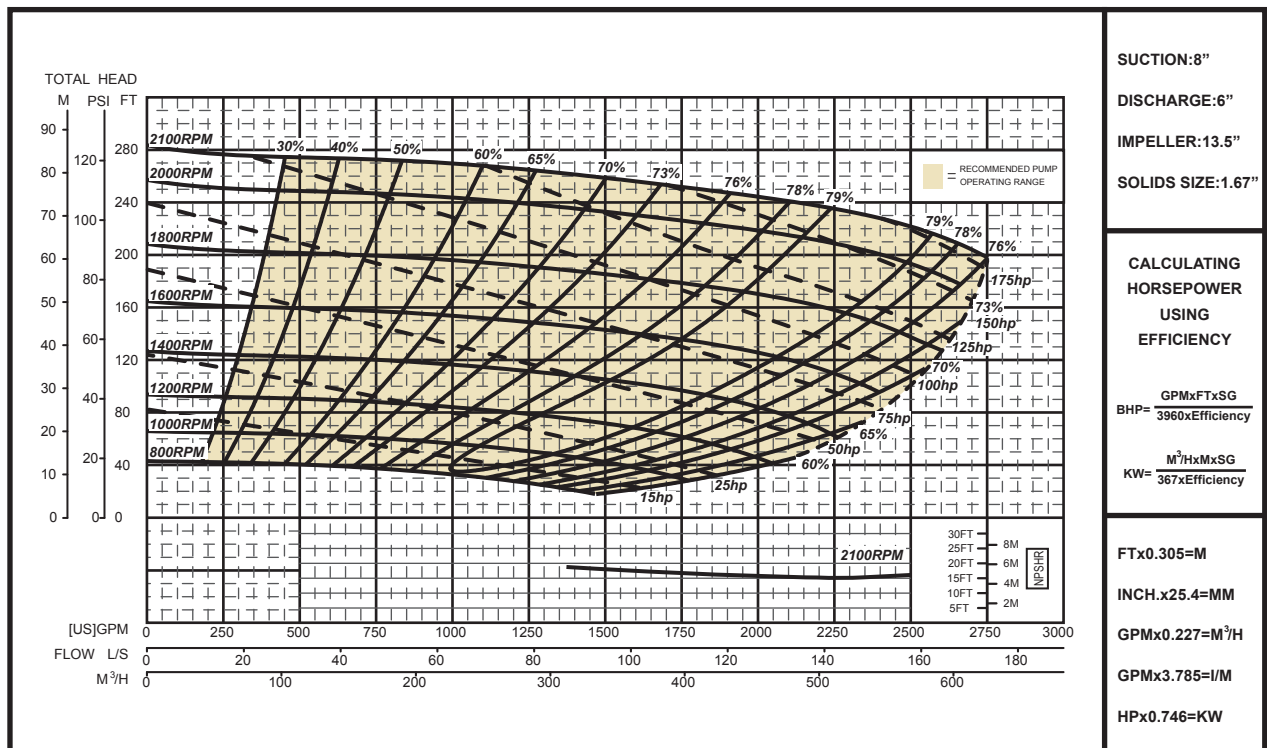 TOTAL HEAD
M PSI FT
90
80
70
60
50
40
30
20
10
0
120
100
80
60
40
20
0
280
240
200
160
120
80
40
0
2100RPM
2000RPM
1800RPM
1600RPM
1400RPM
1200RPM
1000RPM
800RPM
30%
40%
50%
60%
65%
70%
73%
76%
78%
79%
79%
78%
76%
175hp
73%
150hp
125hp
70%
100hp
75hp
65%
50hp
60%
25hp
15hp
= RECOMMENDED PUMP
OPERATING RANGE
2100RPM
30FT
25FT
20FT
15FT
10FT
5FT
8M
6M
4M
2M
NPSHR
[US]GPM 0 250 500 750 1000 1250 1500 1750 2000 2250 2500 2750 3000
FLOW L/S 0 20 40 60 80 100 120 140 160 180
M³/H 0 100 200 300 400 500 600
SUCTION:8”
DISCHARGE:6”
IMPELLER:13.5”
SOLIDS SIZE:1.67”
CALCULATING
HORSEPOWER
USING
EFFICIENCY
BHP= GPMxFTxSG
3960xEfficiency
KW= M³/HxMxSG
367xEfficiency
FTx0.305=M
INCH.x25.4=MM
GPMx0.227=M³/H
GPMx3.785=l/M
HPx0.746=KW